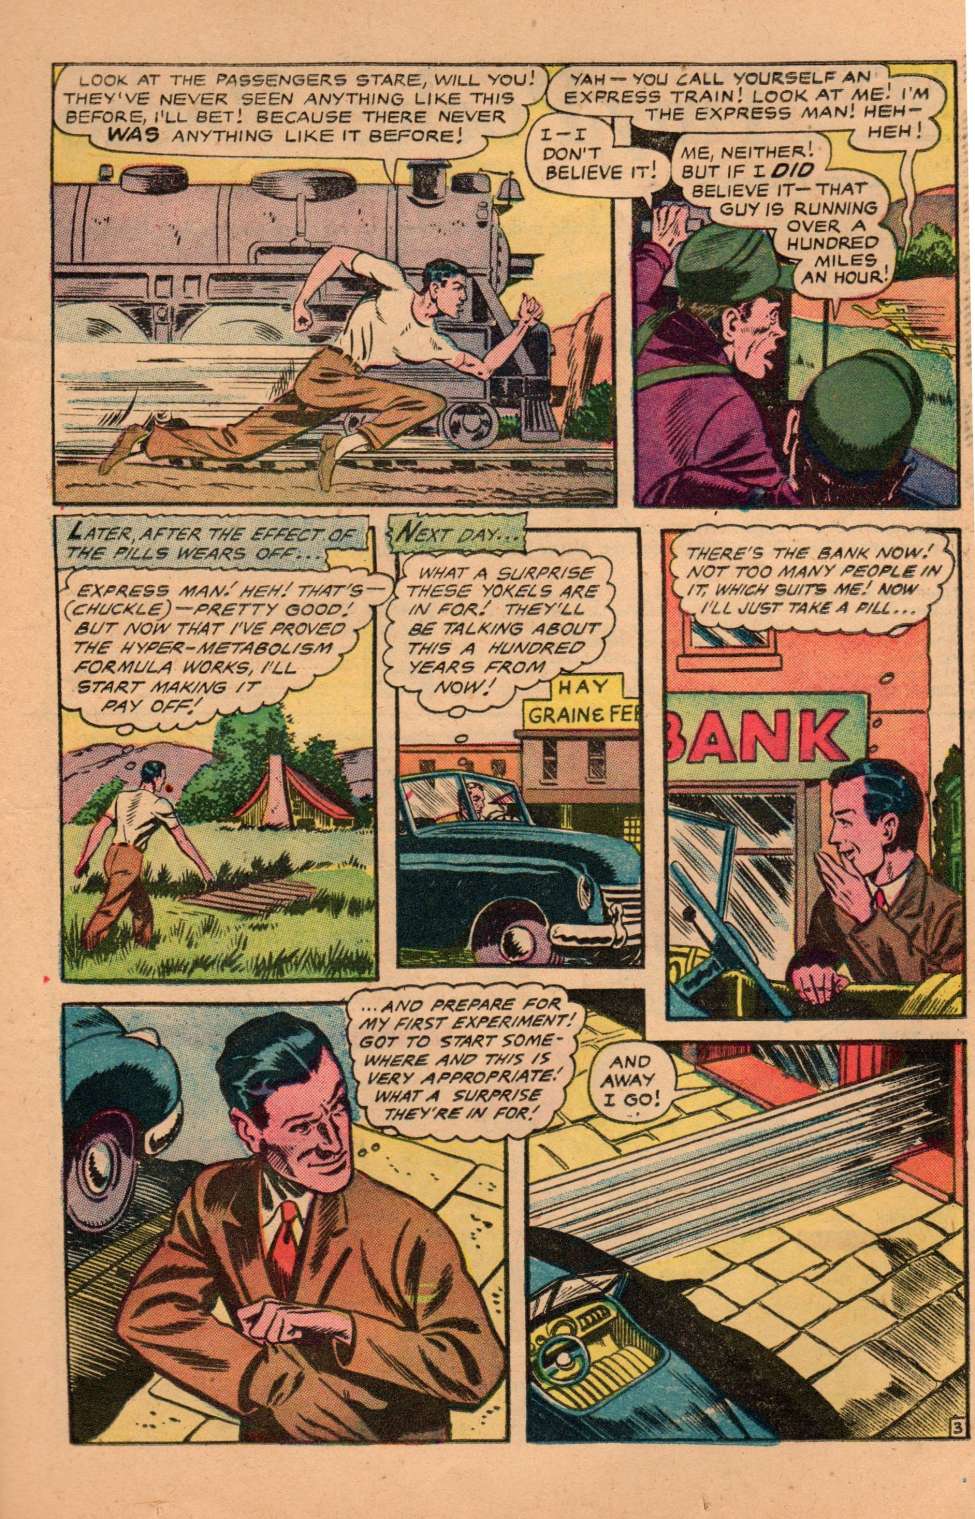 LOOK AT THE PASSENGERS STARE, WILL YOU!
THEY'VE NEVER SEEN ANYTHING LIKE THIS
BEFORE, I'LL BET! BECAUSE THERE NEVER
WAS ANYTHING LIKE IT BEFORE!
YAH—YOU CALL YOURSELF AN
EXPRESS TRAIN! LOOK AT ME! I'M
THE EXPRESS MAN! HEH—
HEH!
I—I
DON'T
BELIEVE IT!
ME, NEITHER!
BUT IF I DID
BELIEVE IT—THAT
GUY IS RUNNING
OVER A
HUNDRED
MILES
AN HOUR!
LATER, AFTER THE EFFECT OF
THE PILLS WEARS OFF...
EXPRESS MAN! HEH! THAT'S—
(CHUCKLE)—PRETTY GOOD!
BUT NOW THAT I'VE PROVED
THE HYPER-METABOLISM
FORMULA WORKS, I'LL
START MAKING IT
PAY OFF!
NEXT DAY...
WHAT A SURPRISE
THESE YOKELS ARE
IN FOR! THEY'LL
BE TALKING ABOUT
THIS A HUNDRED
YEARS FROM
NOW!
HAY
GRAIN & FEE
THERE'S THE BANK NOW!
NOT TOO MANY PEOPLE IN
IT, WHICH SUITS ME! NOW
I'LL JUST TAKE A PILL...
BANK
...AND PREPARE FOR
MY FIRST EXPERIMENT!
GOT TO START SOME-
WHERE AND THIS IS
VERY APPROPRIATE!
WHAT A SURPRISE
THEY'RE IN FOR!
AND
AWAY
I GO!
3